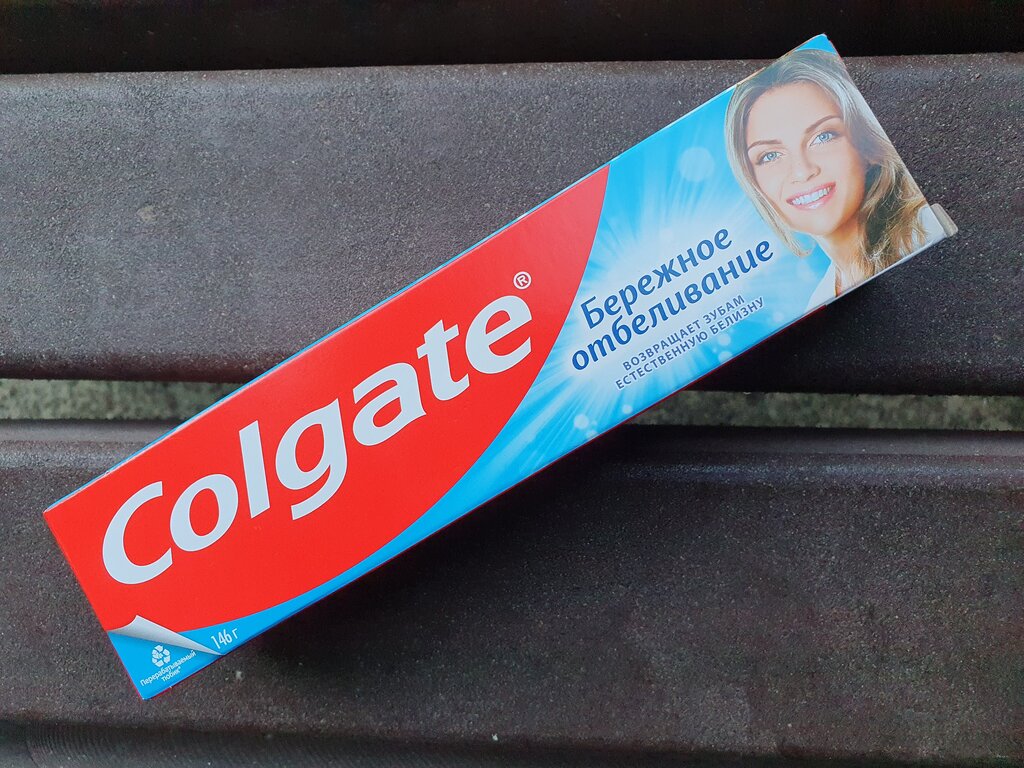 Colgate®
Бережное
отбеливание
ВОЗВРАЩАЕТ ЗУБАМ
ЕСТЕСТВЕННУЮ БЕЛИЗНУ
146 г
Перерабатываемый
тюбик*